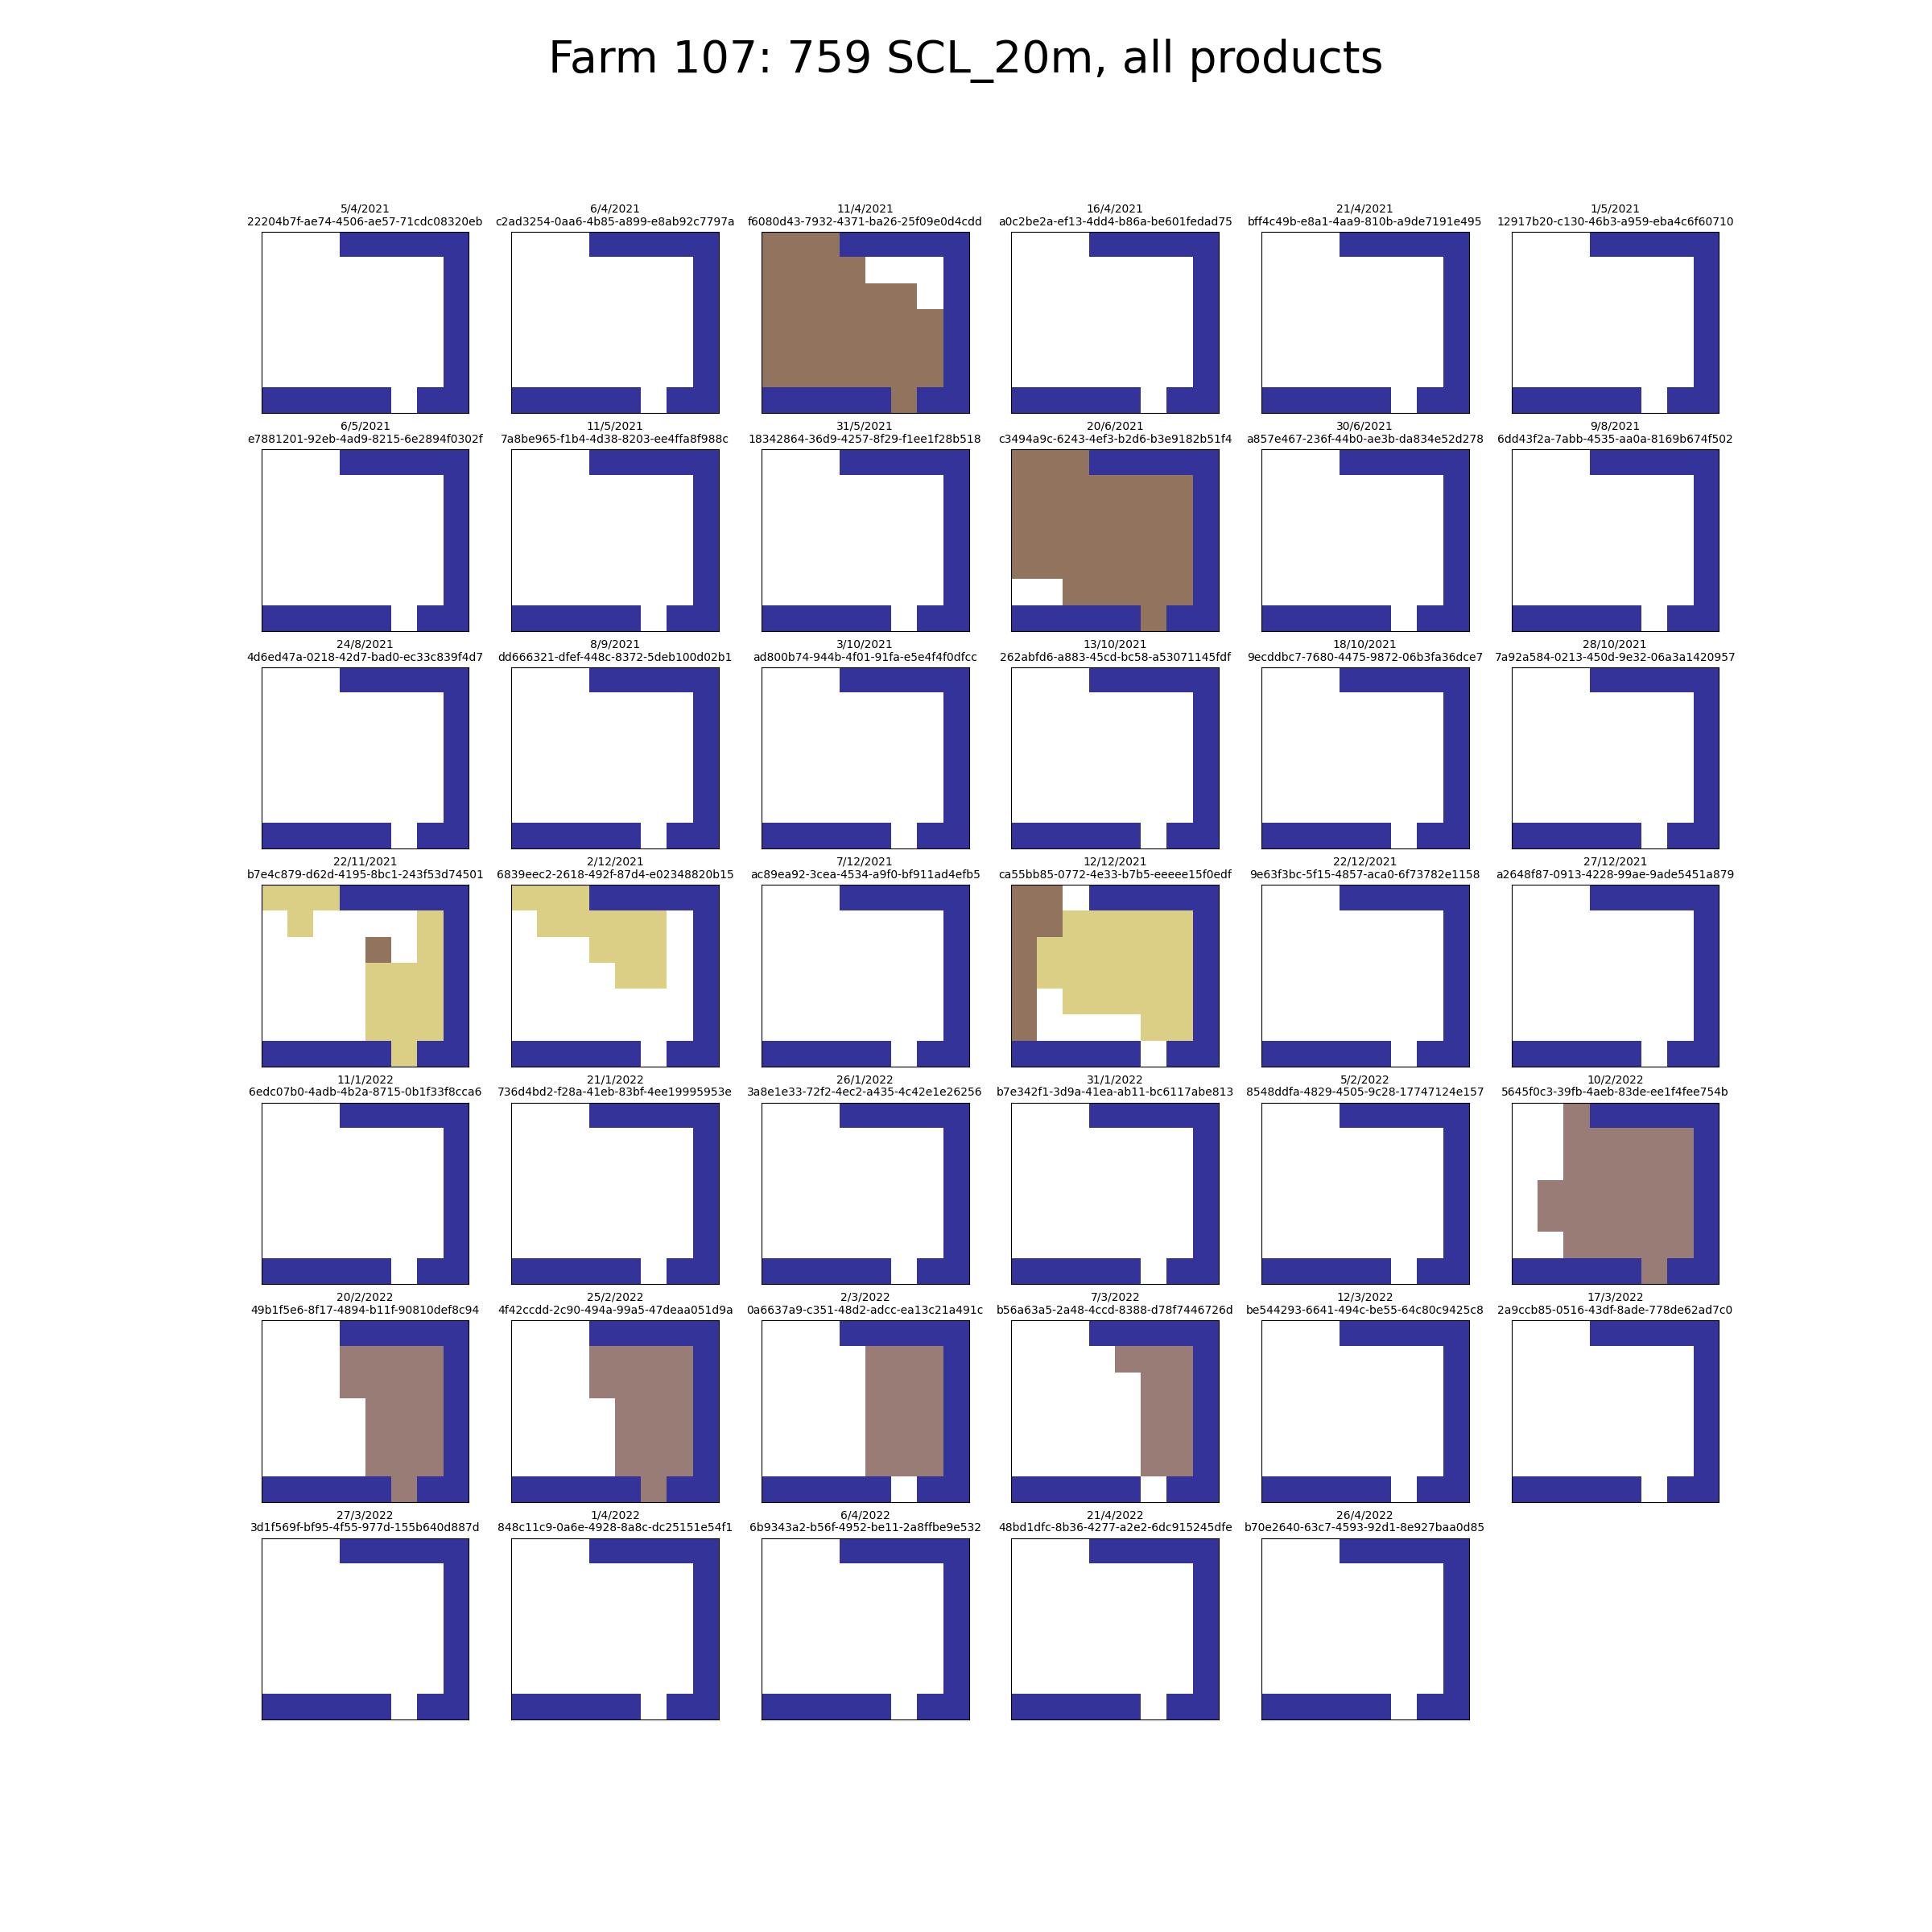 Farm 107: 759 SCL_20m, all products
5/4/2021
22204b7f-ae74-4506-ae57-71cdc08320eb
6/4/2021
c2ad3254-0aa6-4b85-a899-e8ab92c7797a
11/4/2021
f6080d43-7932-4371-ba26-25f09e0d4cdd
16/4/2021
a0c2be2a-ef13-4dd4-b86a-be601fedad75
21/4/2021
bff4c49b-e8a1-4aa9-810b-a9de7191e495
1/5/2021
12917b20-c130-46b3-a959-eba4c6f60710
6/5/2021
e7881201-92eb-4ad9-8215-6e2894f0302f
11/5/2021
7a8be965-f1b4-4d38-8203-ee4ffa8f988c
31/5/2021
18342864-36d9-4257-8f29-f1ee1f28b518
20/6/2021
c3494a9c-6243-4ef3-b2d6-b3e9182b51f4
30/6/2021
a857e467-236f-44b0-ae3b-da834e52d278
9/8/2021
6dd43f2a-7abb-4535-aa0a-8169b674f502
24/8/2021
4d6ed47a-0218-42d7-bad0-ec33c839f4d7
8/9/2021
dd666321-dfef-448c-8372-5deb100d02b1
3/10/2021
ad800b74-944b-4f01-91fa-e5e4f4f0dfcc
13/10/2021
262abfd6-a883-45cd-bc58-a53071145fdf
18/10/2021
9ecddbc7-7680-4475-9872-06b3fa36dce7
28/10/2021
7a92a584-0213-450d-9e32-06a3a1420957
22/11/2021
b7e4c879-d62d-4195-8bc1-243f53d74501
2/12/2021
6839eec2-2618-492f-87d4-e02348820b15
7/12/2021
ac89ea92-3cea-4534-a9f0-bf911ad4efb5
12/12/2021
ca55bb85-0772-4e33-b7b5-eeeee15f0edf
22/12/2021
9e63f3bc-5f15-4857-aca0-6f73782e1158
27/12/2021
a2648f87-0913-4228-99ae-9ade5451a879
11/1/2022
6edc07b0-4adb-4b2a-8715-0b1f33f8cca6
21/1/2022
736d4bd2-f28a-41eb-83bf-4ee19995953e
26/1/2022
3a8e1e33-72f2-4ec2-a435-4c42e1e26256
31/1/2022
b7e342f1-3d9a-41ea-ab11-bc6117abe813
5/2/2022
8548ddfa-4829-4505-9c28-17747124e157
10/2/2022
5645f0c3-39fb-4aeb-83de-ee1f4fee754b
20/2/2022
49b1f5e6-8f17-4894-b11f-90810def8c94
25/2/2022
4f42ccdd-2c90-494a-99a5-47deaa051d9a
2/3/2022
0a6637a9-c351-48d2-adcc-ea13c21a491c
7/3/2022
b56a63a5-2a48-4ccd-8388-d78f7446726d
12/3/2022
be544293-6641-494c-be55-64c80c9425c8
17/3/2022
2a9ccb85-0516-43df-8ade-778de62ad7c0
27/3/2022
3d1f569f-bf95-4f55-977d-155b640d887d
1/4/2022
848c11c9-0a6e-4928-8a8c-dc25151e54f1
6/4/2022
6b9343a2-b56f-4952-be11-2a8ffbe9e532
21/4/2022
48bd1dfc-8b36-4277-a2e2-6dc915245dfe
26/4/2022
b70e2640-63c7-4593-92d1-8e927baa0d85